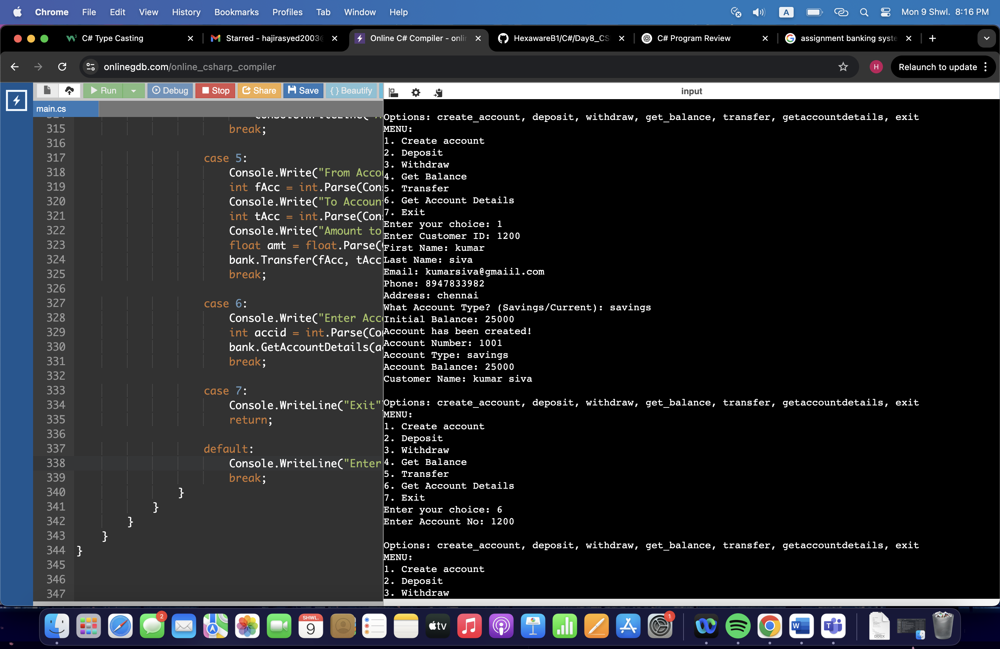 Chrome File Edit View History Bookmarks Profiles Tab Window Help A Mon 9 Shwl. 8:16 PM
C# Type Casting Starred - hajirasyed2003@ Online C# Compiler - onlin HexawareB1/C#/Day8_CS C# Program Review assignment banking syste
onlinegdb.com/online_csharp_compiler H Relaunch to update
Run Debug Stop Share Save {} Beautify
input
main.cs
315 break;
316
317 case 5:
318 Console.Write("From Accou
319 int fAcc = int.Parse(Cons
320 Console.Write("To Accoun
321 int tAcc = int.Parse(Cons
322 Console.Write("Amount to
323 float amt = float.Parse(
324 bank.Transfer(fAcc, tAcc
325 break;
326
327 case 6:
328 Console.Write("Enter Acc
329 int accid = int.Parse(Co
330 bank.GetAccountDetails(a
331 break;
332
333 case 7:
334 Console.WriteLine("Exit"
335 return;
336
337 default:
338 Console.WriteLine("Enter
339 break;
340 }
341 }
342 }
343 }
344 }
345
346
347
Options: create_account, deposit, withdraw, get_balance, transfer, getaccountdetails, exit
MENU:
1. Create account
2. Deposit
3. Withdraw
4. Get Balance
5. Transfer
6. Get Account Details
7. Exit
Enter your choice: 1
Enter Customer ID: 1200
First Name: kumar
Last Name: siva
Email: kumarsiva@gmaiil.com
Phone: 8947833982
Address: chennai
What Account Type? (Savings/Current): savings
Initial Balance: 25000
Account has been created!
Account Number: 1001
Account Type: savings
Account Balance: 25000
Customer Name: kumar siva
Options: create_account, deposit, withdraw, get_balance, transfer, getaccountdetails, exit
MENU:
1. Create account
2. Deposit
3. Withdraw
4. Get Balance
5. Transfer
6. Get Account Details
7. Exit
Enter your choice: 6
Enter Account No: 1200
Options: create_account, deposit, withdraw, get_balance, transfer, getaccountdetails, exit
MENU:
1. Create account
2. Deposit
3. Withdraw
2 SHWL. 9 tv 1 W T DOCX